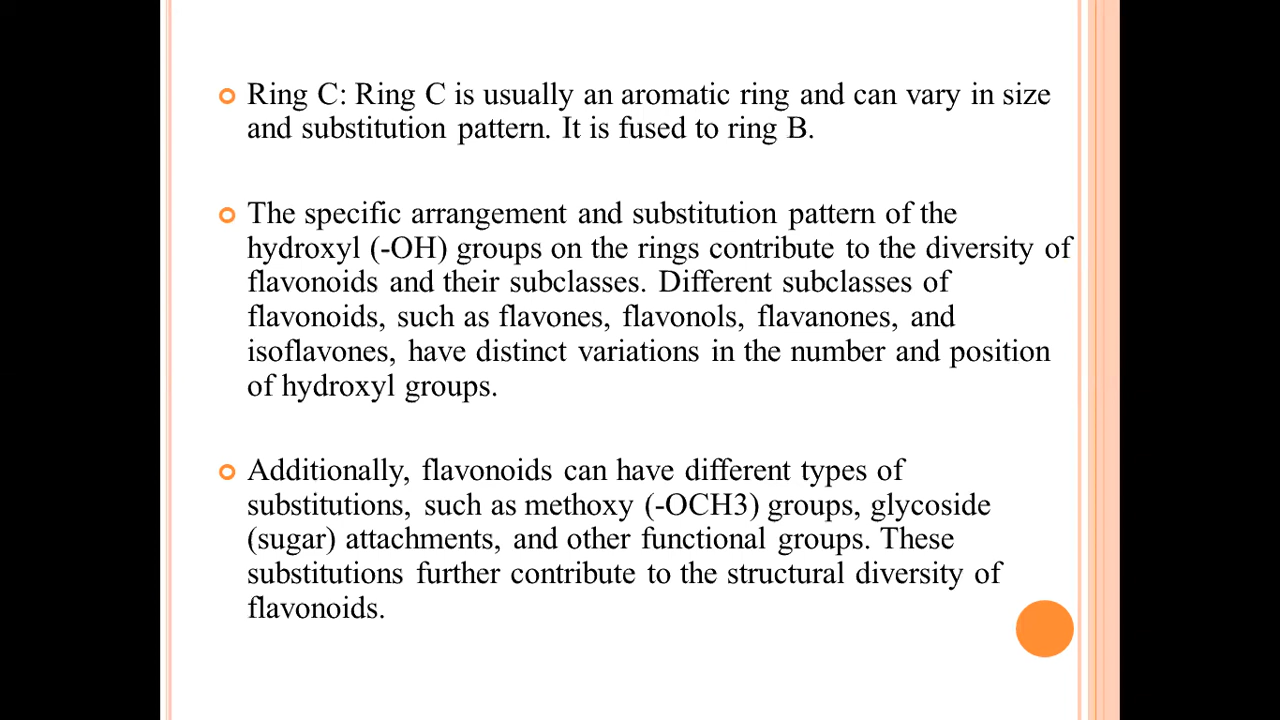 Ring C: Ring C is usually an aromatic ring and can vary in size
and substitution pattern. It is fused to ring B.
The specific arrangement and substitution pattern of the
hydroxyl (-OH) groups on the rings contribute to the diversity of
flavonoids and their subclasses. Different subclasses of
flavonoids, such as flavones, flavonols, flavanones, and
isoflavones, have distinct variations in the number and position
of hydroxyl groups.
Additionally, flavonoids can have different types of
substitutions, such as methoxy (-OCH3) groups, glycoside
(sugar) attachments, and other functional groups. These
substitutions further contribute to the structural diversity of
flavonoids.